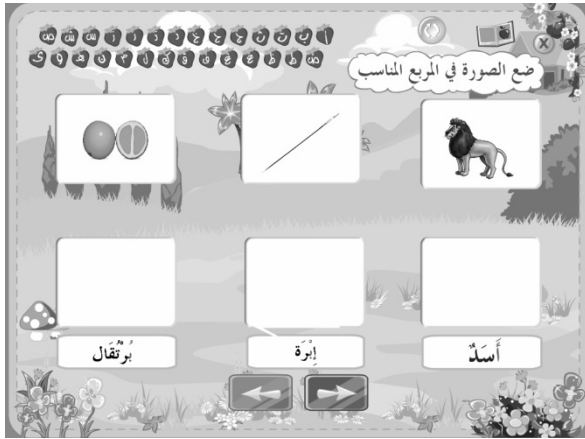 أ ب ت ث ج ح خ د ذ ر ز س ش ص
ض ط ظ ع غ ف ق ك ل م ن ه و ي
ضع الصورة في المربع المناسب
أَسَدٌ
إِبْرَة
بُرْتُقَال